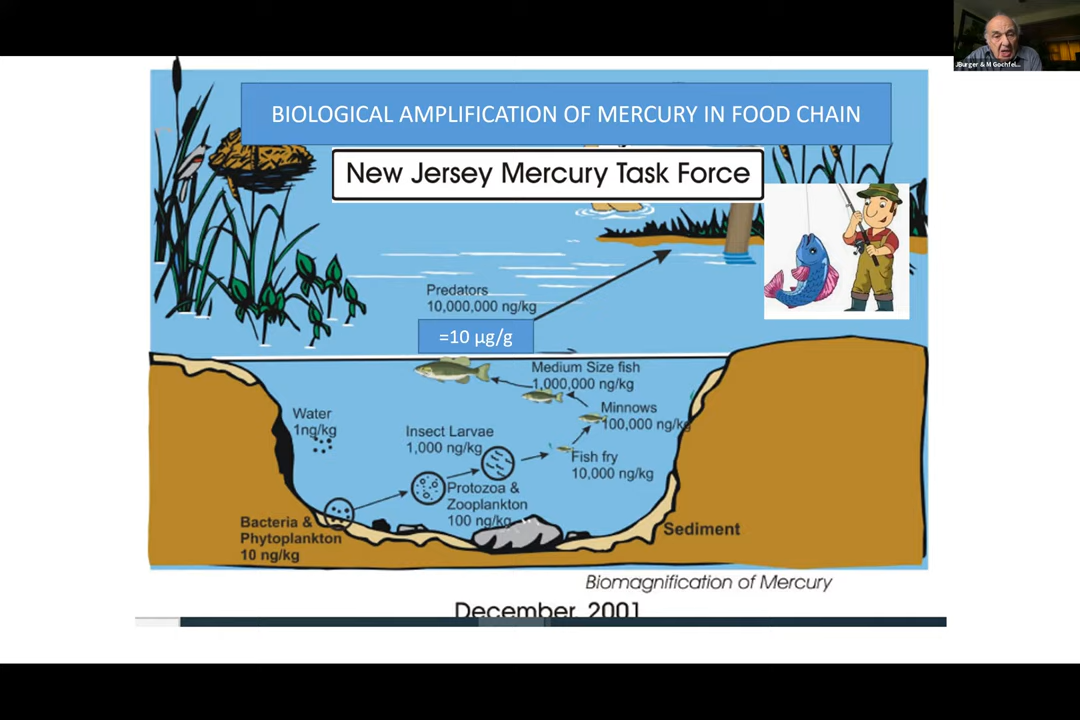 JBurger & M Gochfel...
BIOLOGICAL AMPLIFICATION OF MERCURY IN FOOD CHAIN
New Jersey Mercury Task Force
Predators
10,000,000 ng/kg
=10 µg/g
Medium Size fish
1,000,000 ng/kg
Minnows
100,000 ng/kg
Water
1ng/kg
Insect Larvae
1,000 ng/kg
Fish fry
10,000 ng/kg
Protozoa &
Zooplankton
100 ng/kg
Bacteria &
Phytoplankton
10 ng/kg
Sediment
Biomagnification of Mercury
December, 2001